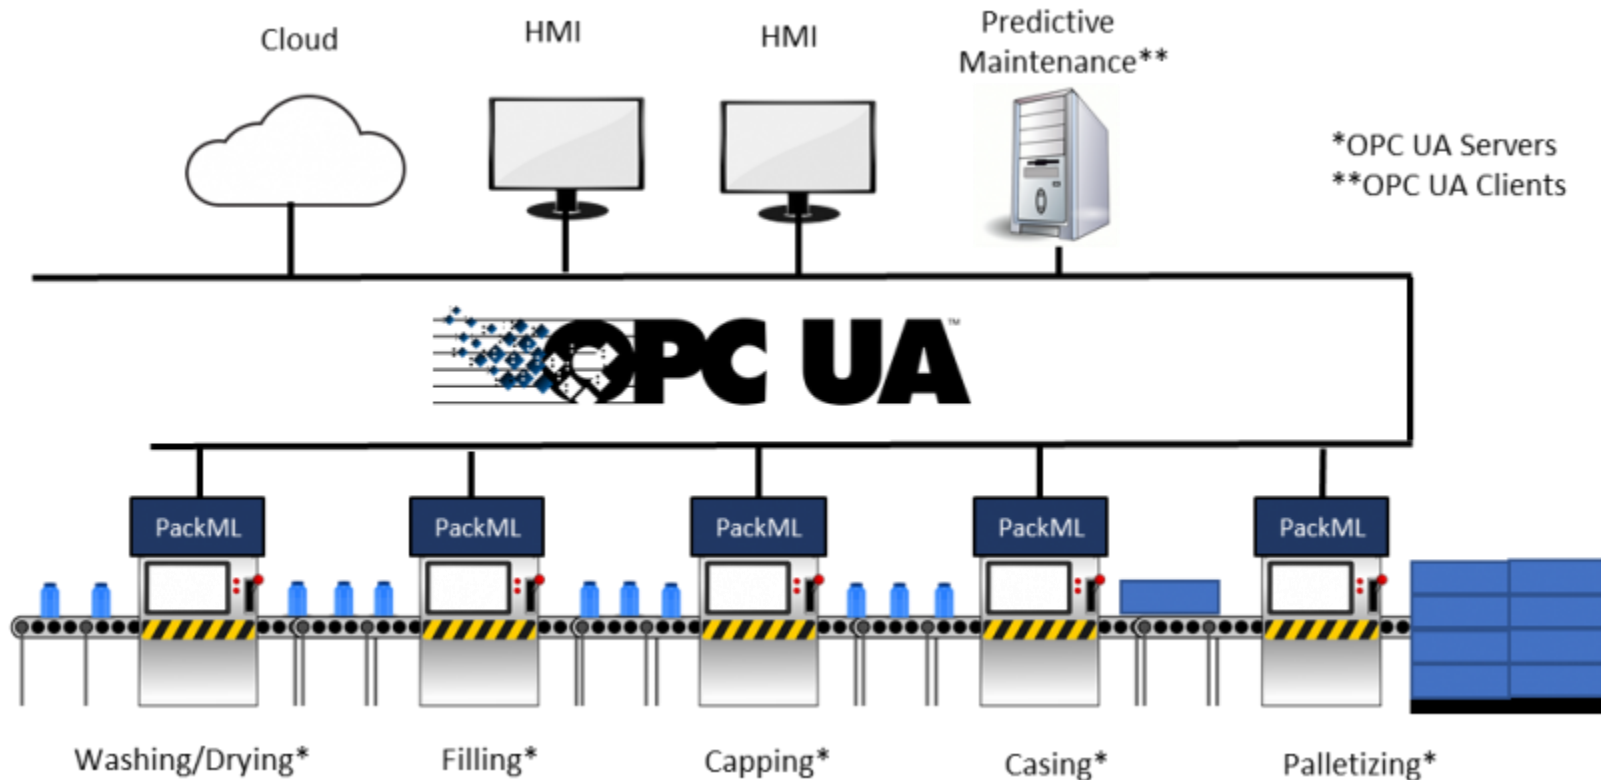 Cloud
HMI
HMI
Predictive
Maintenance**
*OPC UA Servers
**OPC UA Clients
OPC UA™
PackML
PackML
PackML
PackML
PackML
Washing/Drying*
Filling*
Capping*
Casing*
Palletizing*